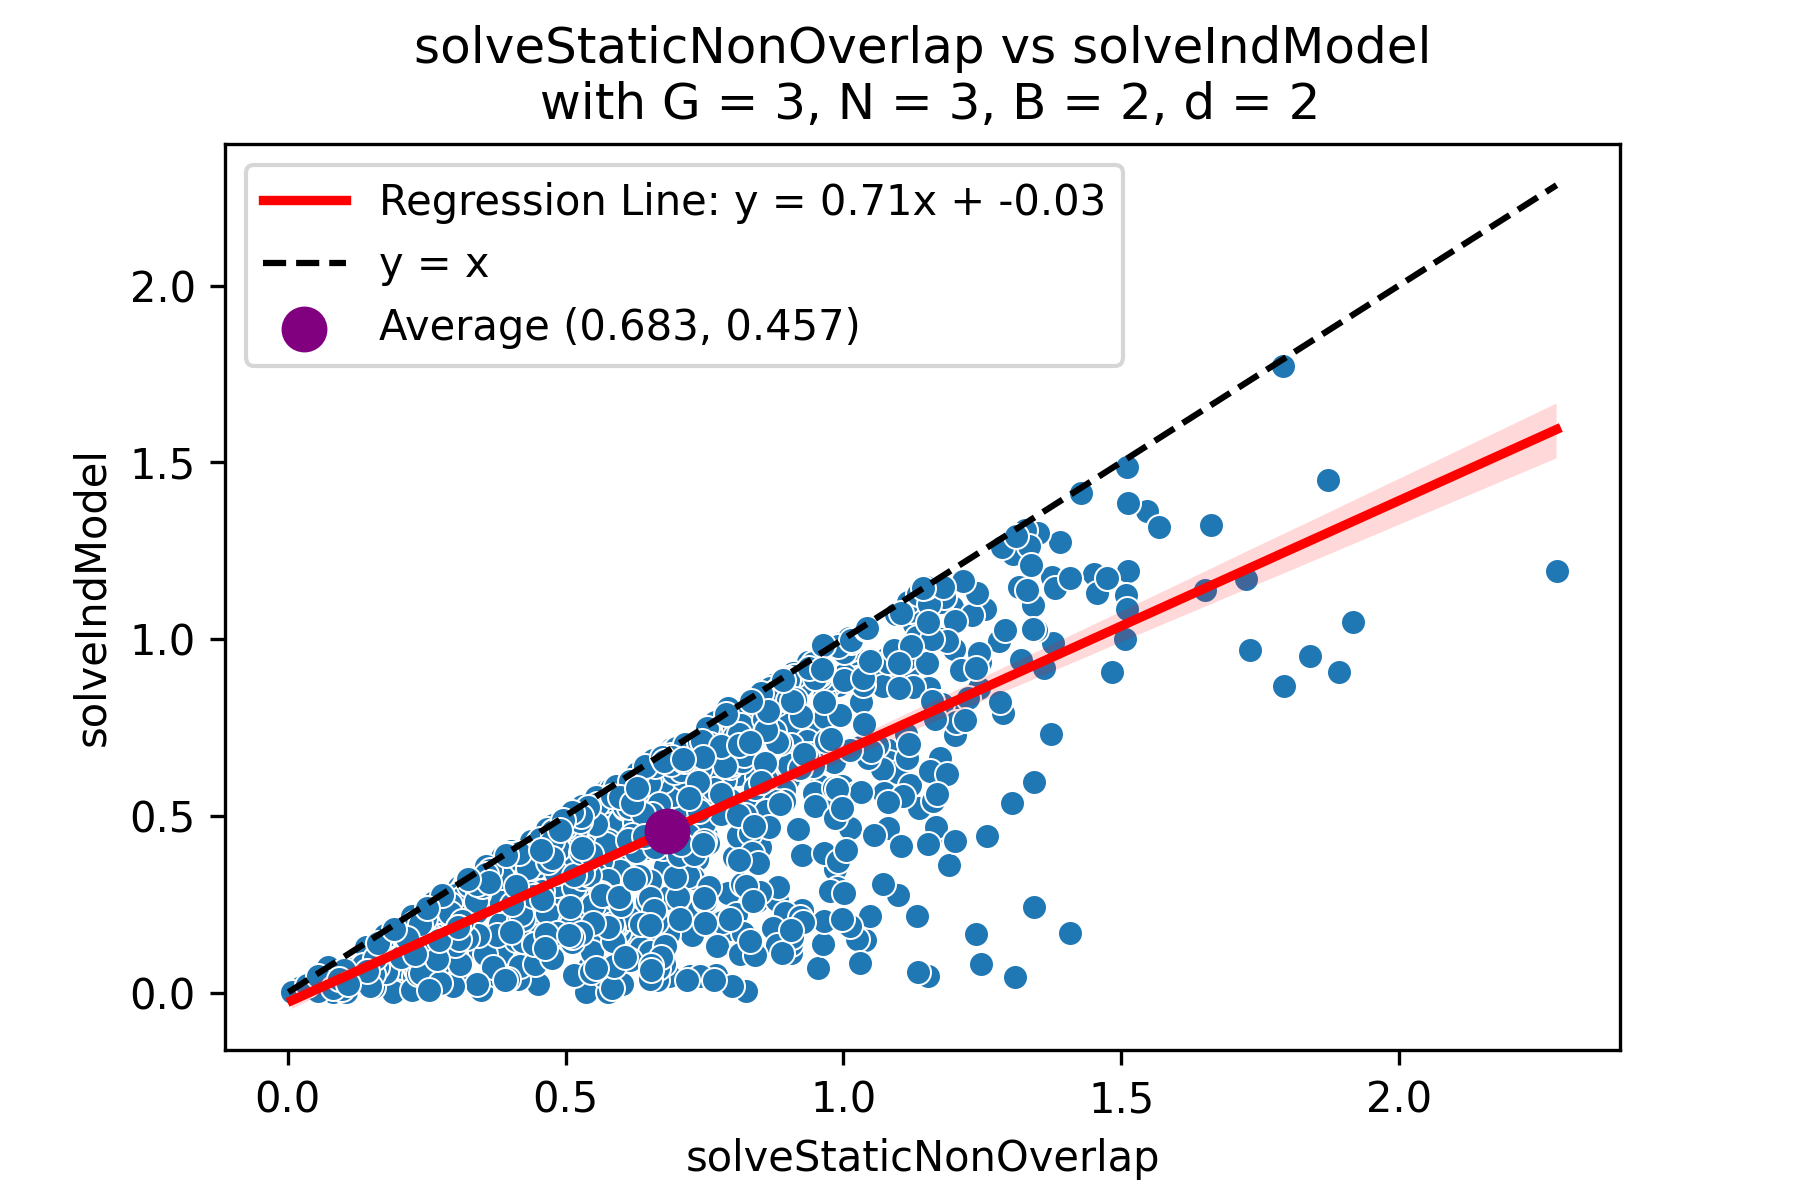 solveStaticNonOverlap vs solveIndModel
with G = 3, N = 3, B = 2, d = 2
Regression Line: y = 0.71x + -0.03
y = x
Average (0.683, 0.457)
solveIndModel
2.0
1.5
1.0
0.5
0.0
0.0 0.5 1.0 1.5 2.0
solveStaticNonOverlap